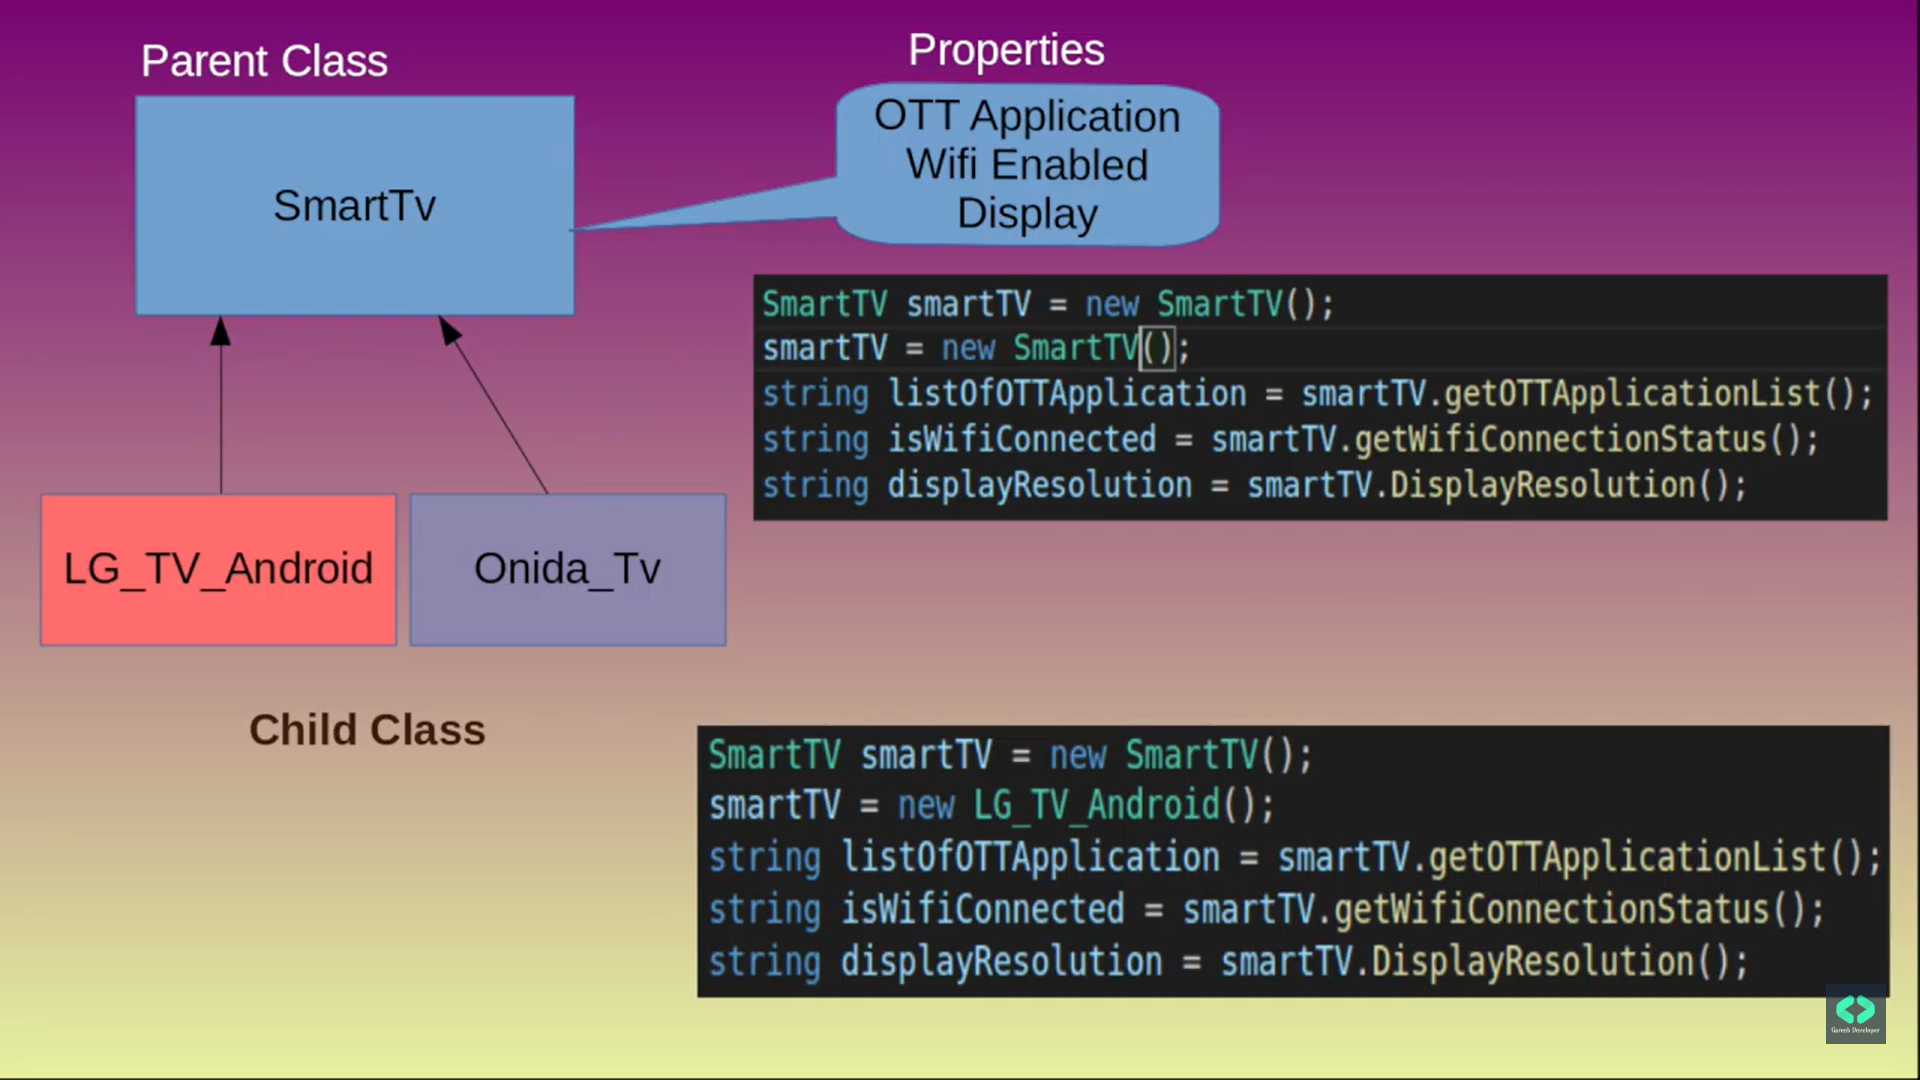 Parent Class
SmartTv
Properties
OTT Application
Wifi Enabled
Display
SmartTV smartTV = new SmartTV();
smartTV = new SmartTV();
string listOfOTTApplication = smartTV.getOTTApplicationList();
string isWifiConnected = smartTV.getWifiConnectionStatus();
string displayResolution = smartTV.DisplayResolution();
LG_TV_Android
Onida_Tv
Child Class
SmartTV smartTV = new SmartTV();
smartTV = new LG_TV_Android();
string listOfOTTApplication = smartTV.getOTTApplicationList();
string isWifiConnected = smartTV.getWifiConnectionStatus();
string displayResolution = smartTV.DisplayResolution();
Gareeb Developer